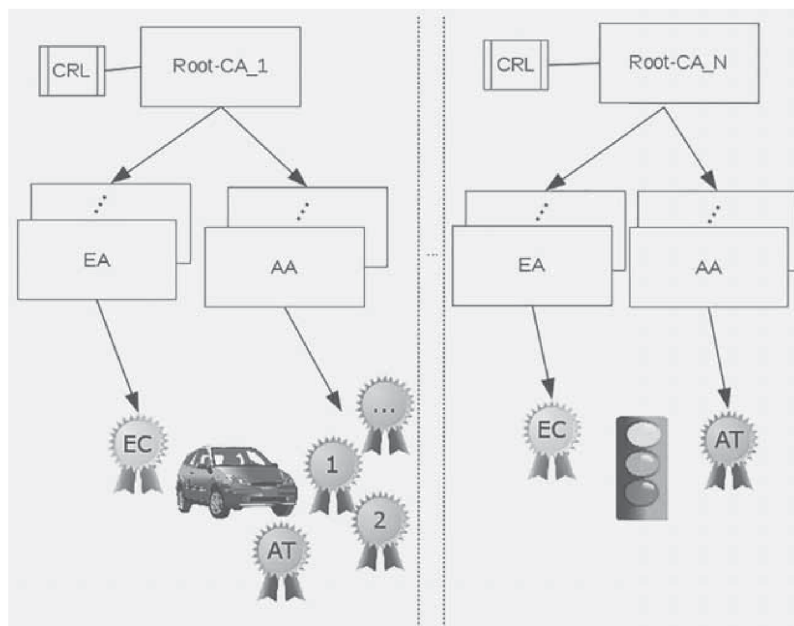 CRL
Root-CA_1
EA
AA
EC
...
1
2
AT
...
CRL
Root-CA_N
EA
AA
EC
AT